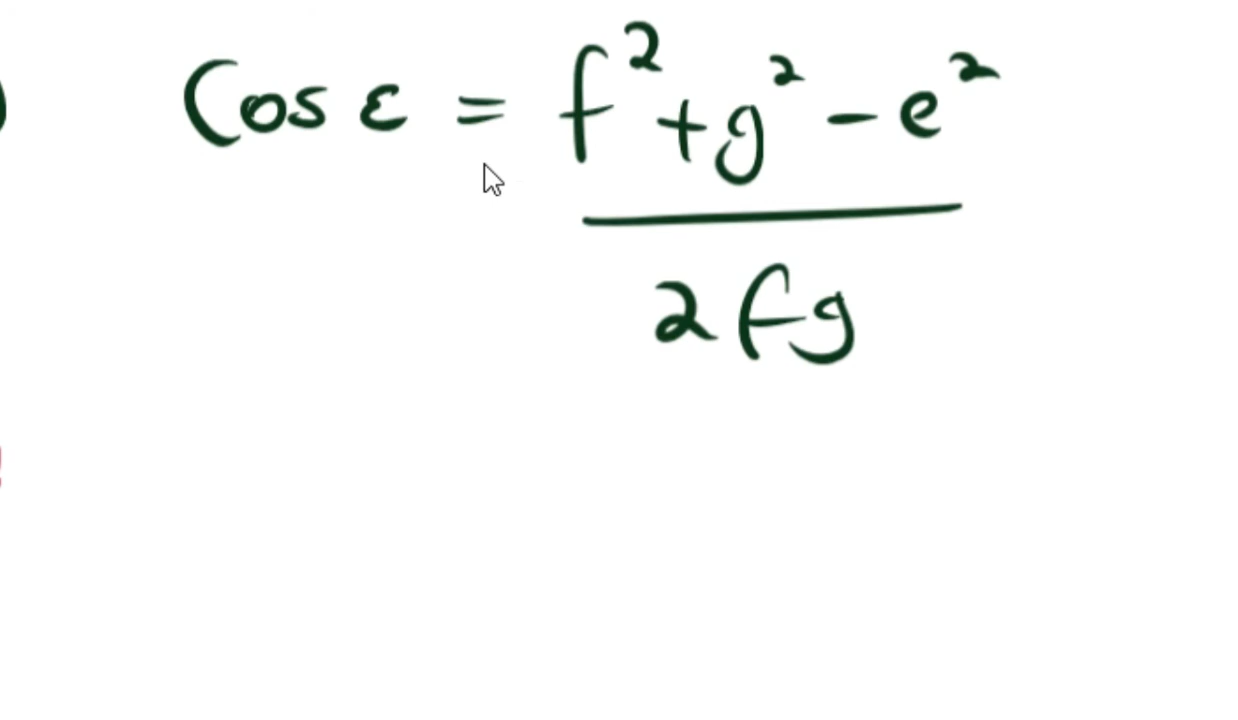 Cos ε = f² + g² - e²
2fg